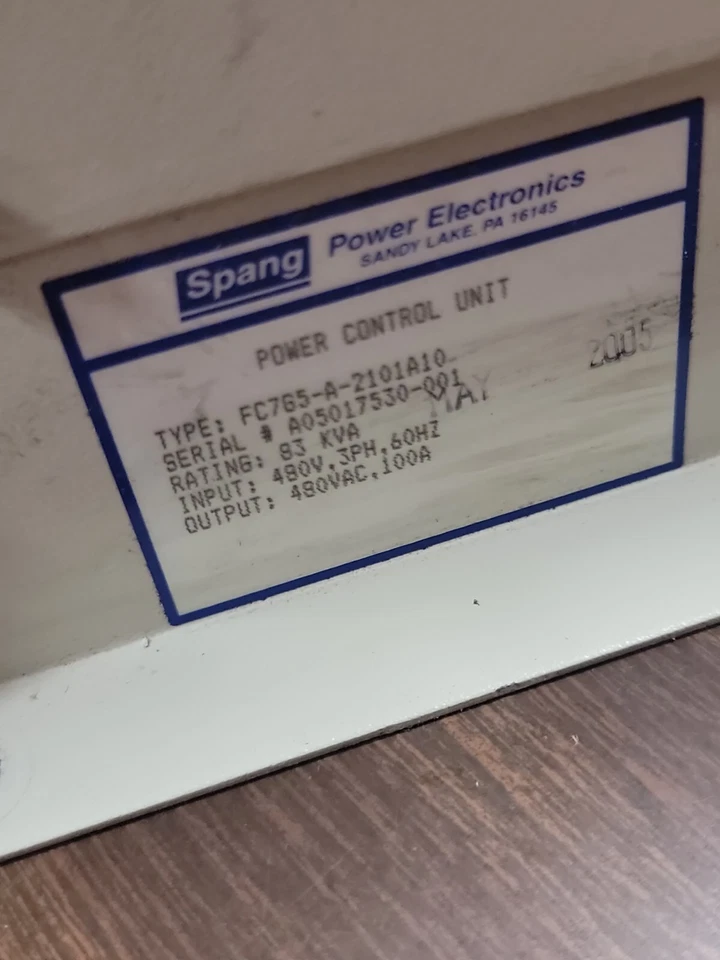 Spang Power Electronics
SANDY LAKE, PA 16145
POWER CONTROL UNIT
TYPE: FC7G5-A-2101A10
SERIAL # A05017530-001
MAY 2005
RATING: 83 KVA
INPUT: 480V,3PH,60HZ
OUTPUT: 480VAC,100A